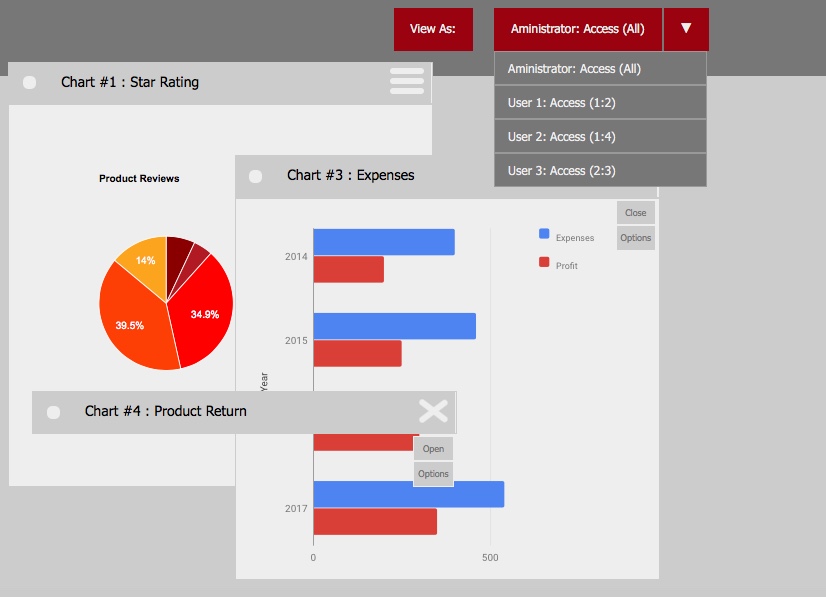 View As:
Aministrator: Access (All)
▼
Aministrator: Access (All)
User 1: Access (1:2)
User 2: Access (1:4)
User 3: Access (2:3)
Chart #1 : Star Rating
Product Reviews
14%
34.9%
39.5%
Chart #3 : Expenses
Close
Options
Expenses
Profit
2014
2015
Year
2017
0
500
Chart #4 : Product Return
Open
Options